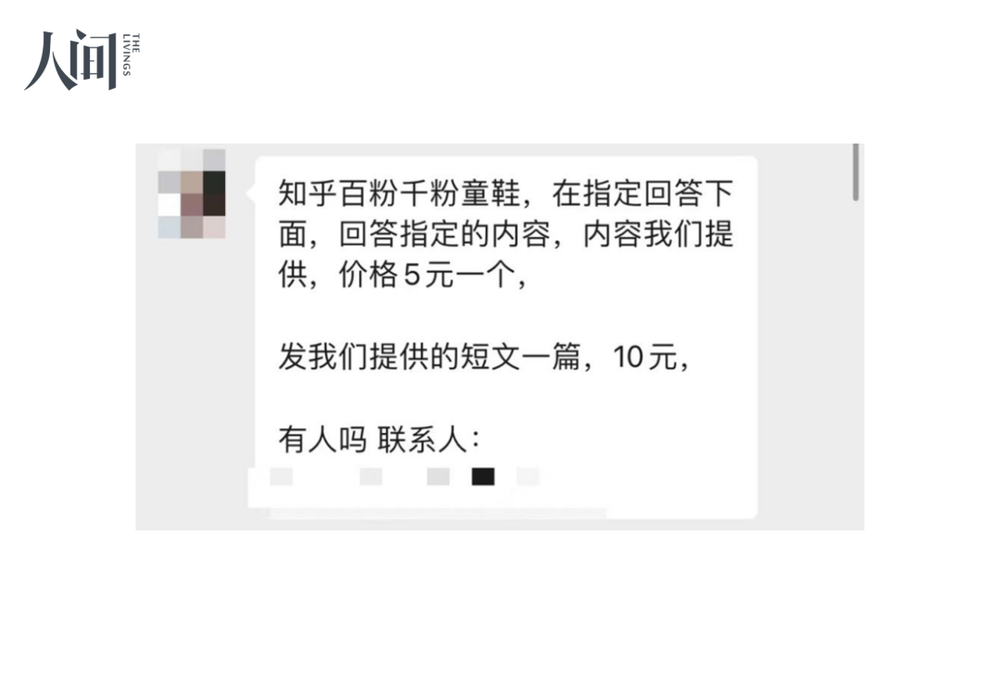 人间
THE LIVINGS
知乎百粉千粉童鞋，在指定回答下
面，回答指定的内容，内容我们提
供，价格5元一个，
发我们提供的短文一篇，10元，
有人吗 联系人：